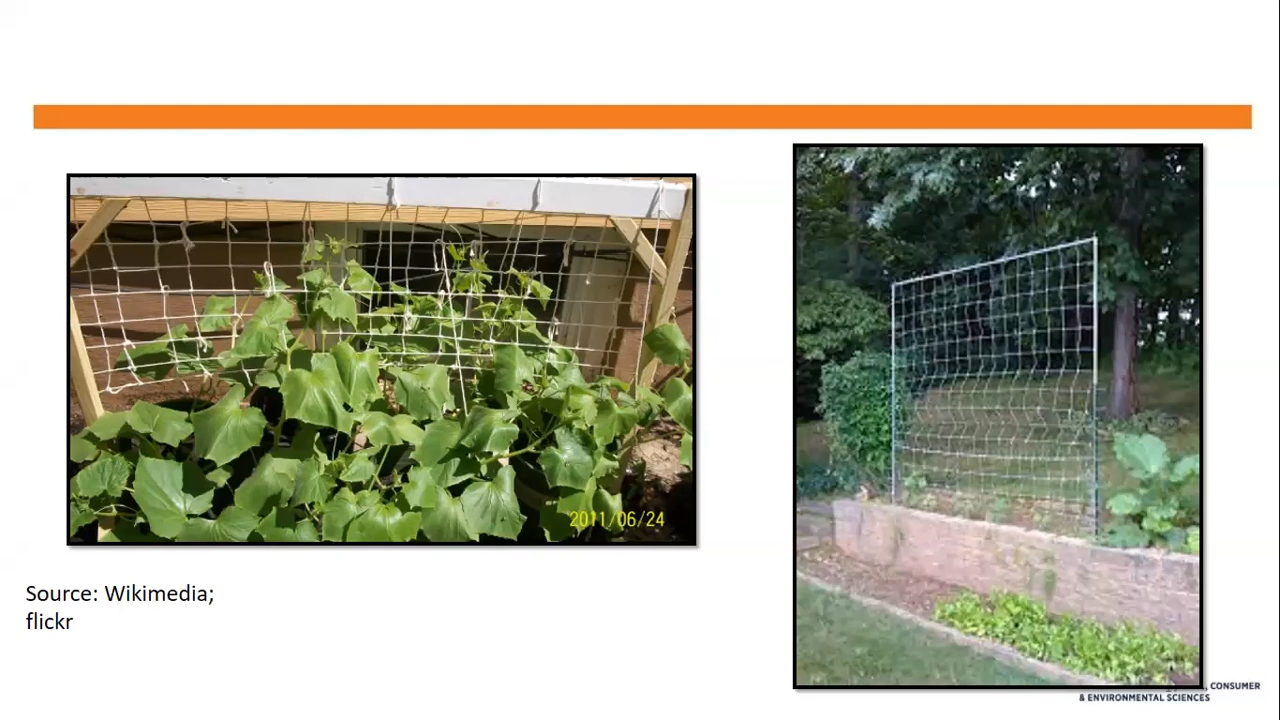 2011/06/24
Source: Wikimedia;
flickr
, CONSUMER
& ENVIRONMENTAL SCIENCES